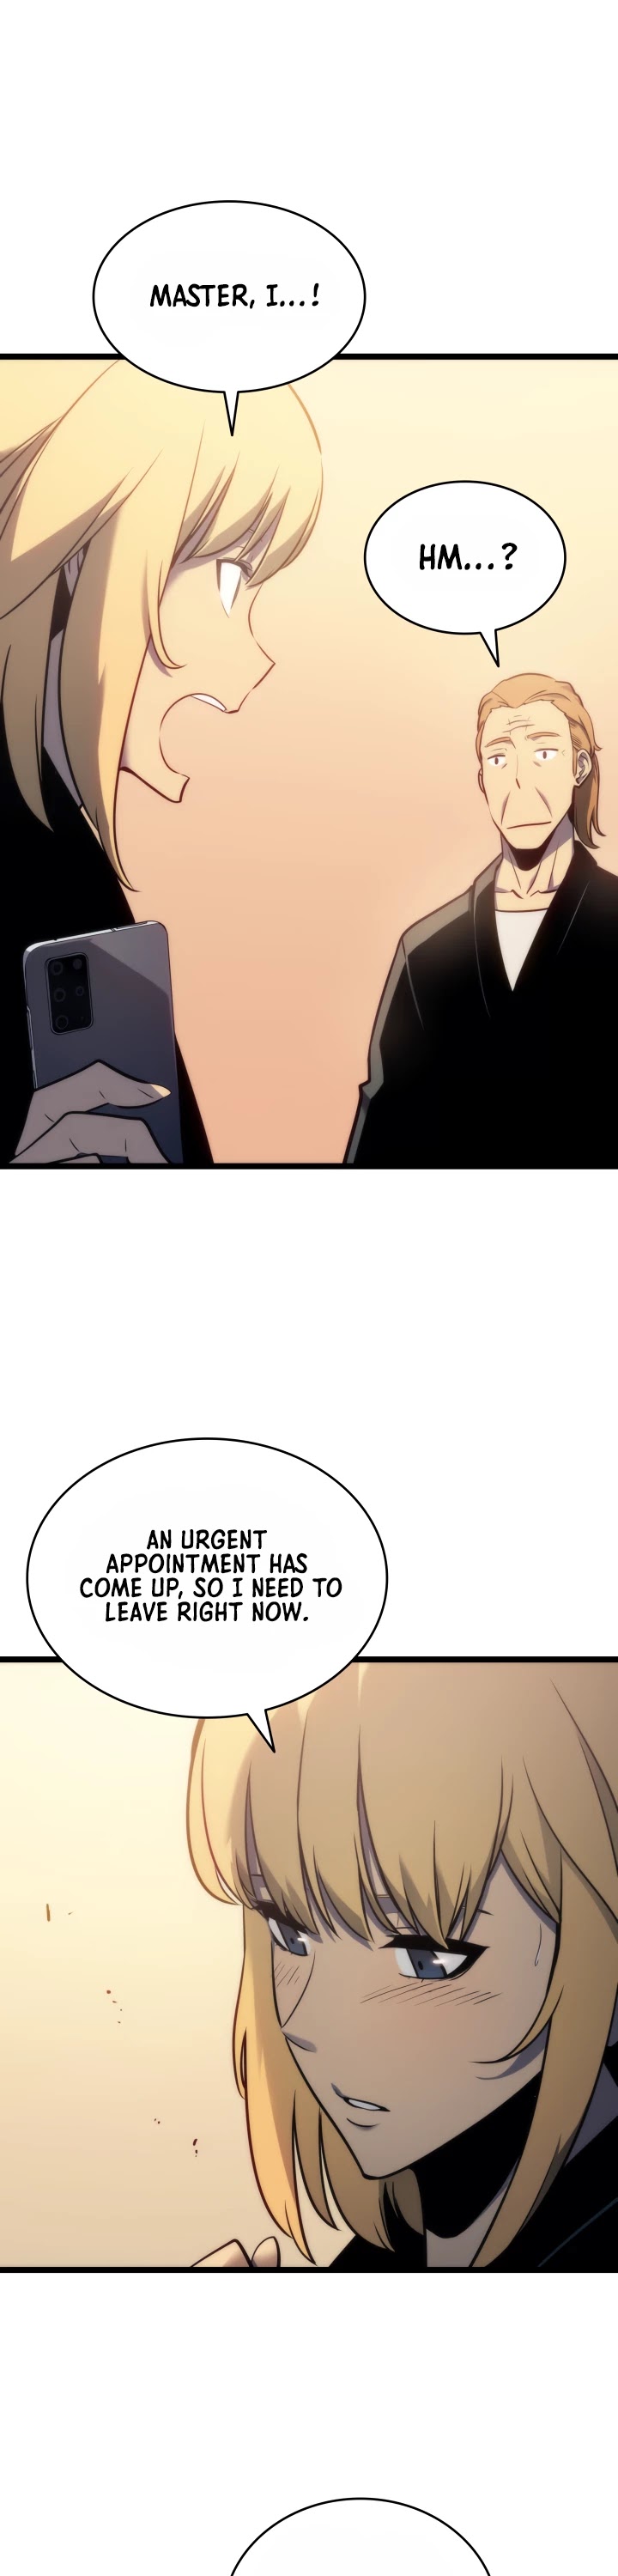 MASTER, I...!
HM...?
AN URGENT
APPOINTMENT HAS
COME UP, SO I NEED TO
LEAVE RIGHT NOW.